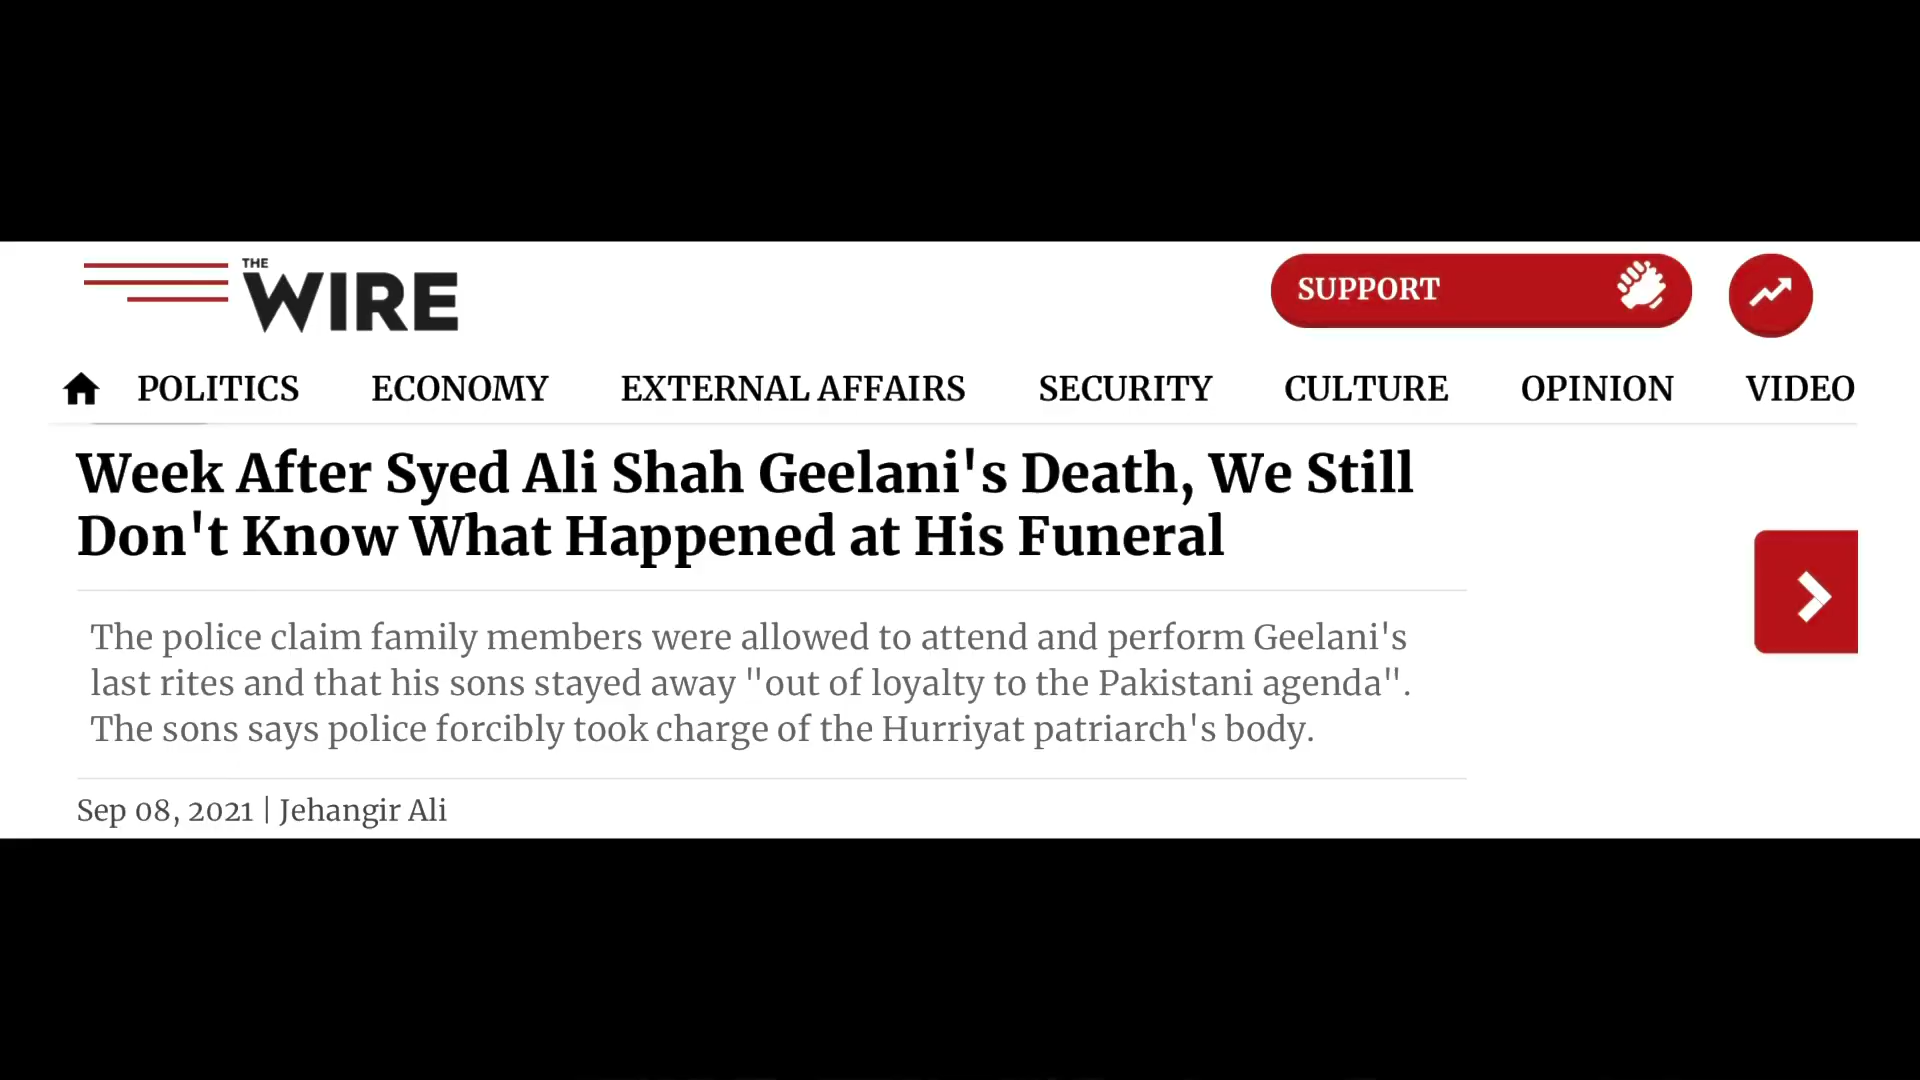 THE
WIRE
SUPPORT
POLITICS ECONOMY EXTERNAL AFFAIRS SECURITY CULTURE OPINION VIDEO
Week After Syed Ali Shah Geelani's Death, We Still
Don't Know What Happened at His Funeral
The police claim family members were allowed to attend and perform Geelani's
last rites and that his sons stayed away "out of loyalty to the Pakistani agenda".
The sons says police forcibly took charge of the Hurriyat patriarch's body.
Sep 08, 2021 | Jehangir Ali